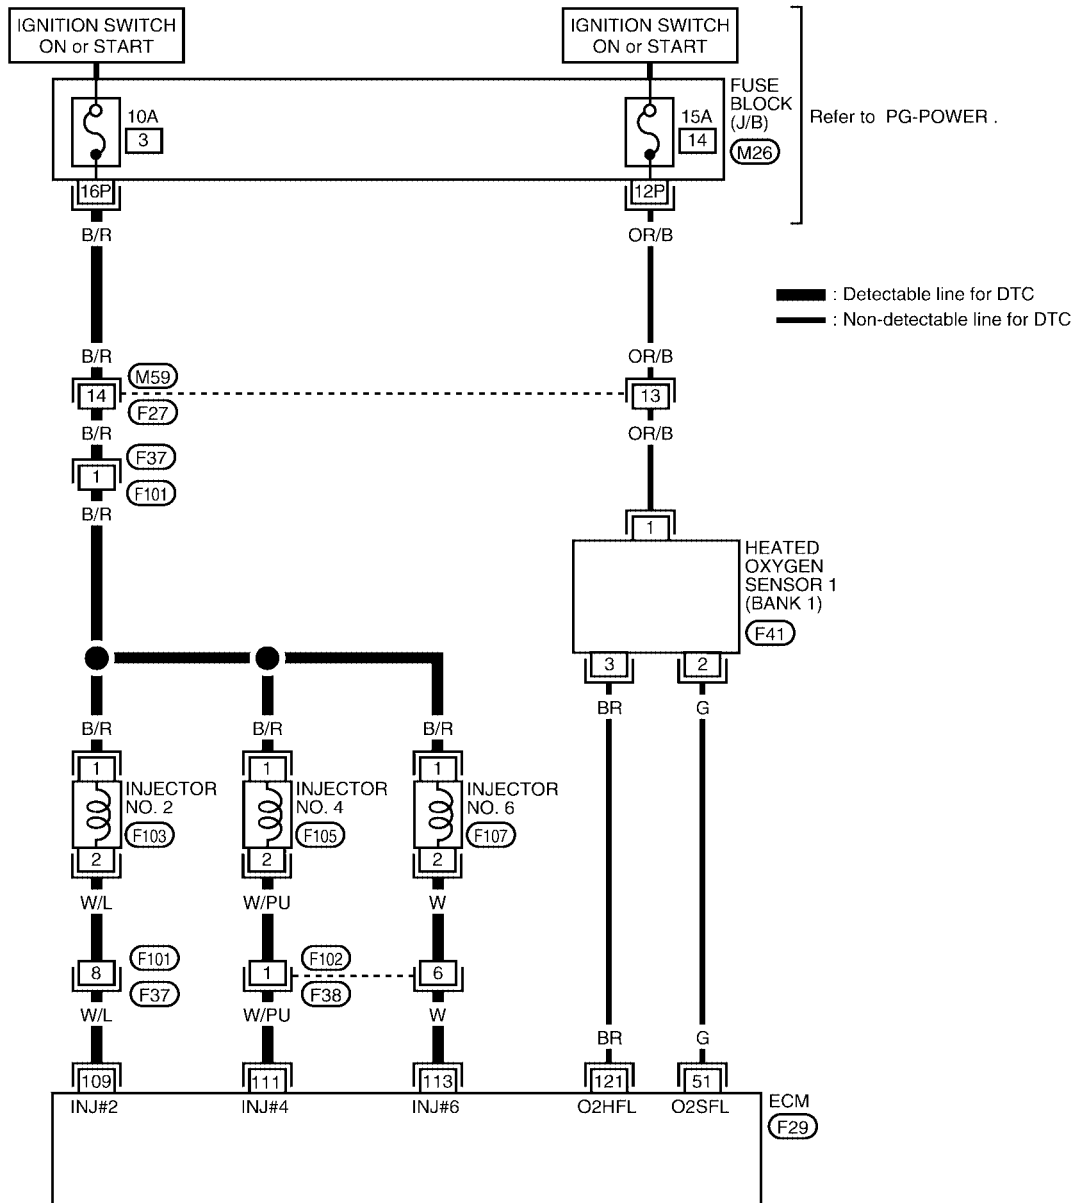 IGNITION SWITCH
ON or START
IGNITION SWITCH
ON or START
FUSE
BLOCK
(J/B)
M26
Refer to PG-POWER .
10A
3
15A
14
16P
12P
B/R
OR/B
: Detectable line for DTC
: Non-detectable line for DTC
B/R
OR/B
M59
14
13
F27
B/R
OR/B
F37
1
F101
B/R
1
HEATED
OXYGEN
SENSOR 1
(BANK 1)
F41
3
2
BR
G
B/R
B/R
B/R
1
1
1
INJECTOR
NO. 2
F103
INJECTOR
NO. 4
F105
INJECTOR
NO. 6
F107
2
2
2
W/L
W/PU
W
F101
F102
8
1
6
F37
F38
W/L
W/PU
W
BR
G
109
111
113
121
51
INJ#2
INJ#4
INJ#6
O2HFL
O2SFL
ECM
F29